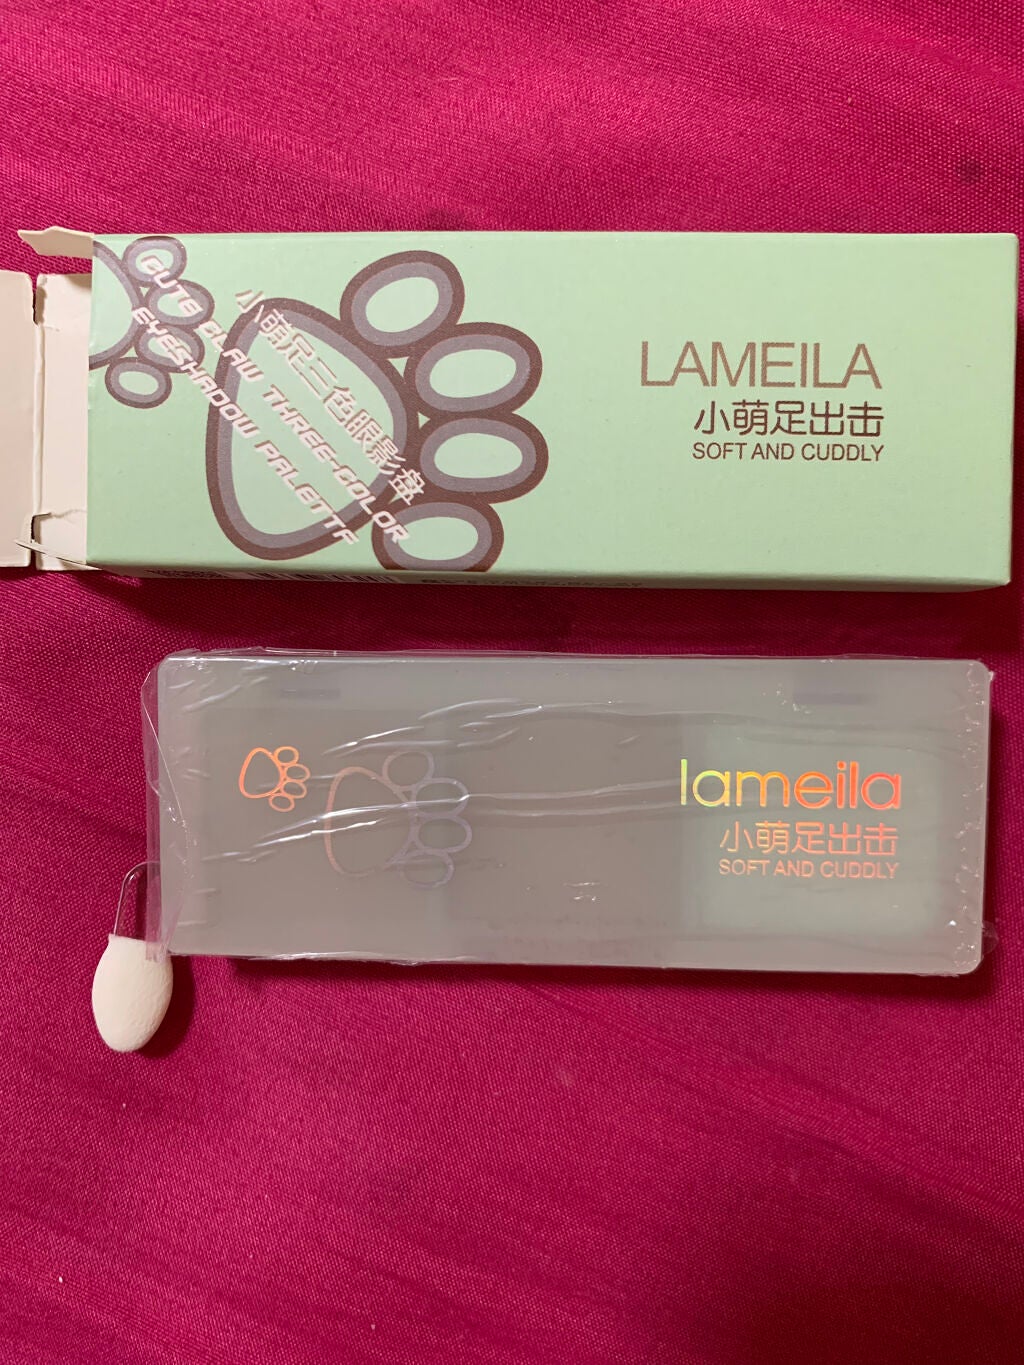 小萌足三色眼影盘
CUTE CLAW THREE-COLOR
EYESHADOW PALETTE
LAMEILA
小萌足出击
SOFT AND CUDDLY
lameila
小萌足出击
SOFT AND CUDDLY